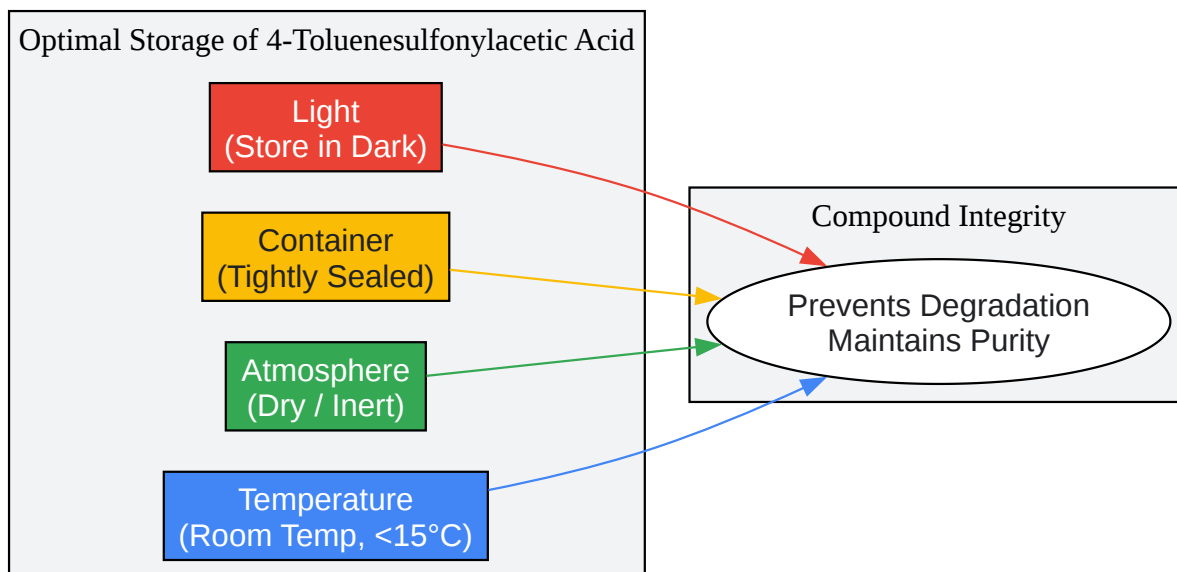 Optimal Storage of 4-Toluenesulfonylacetic Acid
Light
(Store in Dark)
Container
(Tightly Sealed)
Atmosphere
(Dry / Inert)
Temperature
(Room Temp, <15°C)
Compound Integrity
Prevents Degradation
Maintains Purity